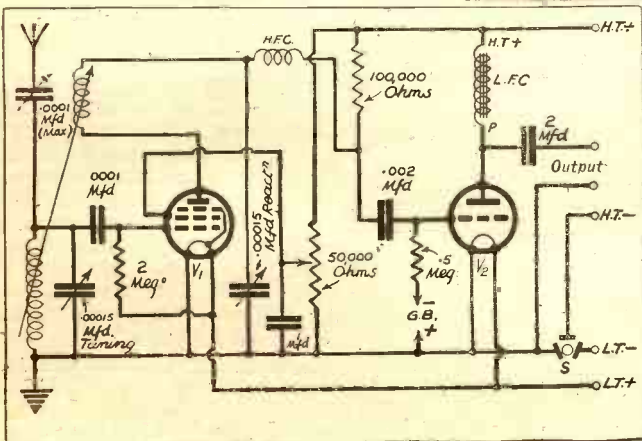 H.T.+
H.F.C.
H.T+
L.F.C
P
100,000
Ohms
2
Mfd
Output
.0001
Mfd
(Max)
.0001
Mfd
.002
Mfd
H.T.-
.00015
Mfd React"
50,000
Ohms
2
Meg°
V1
.5
Meg.
V2
-
G.B.
+
.00015
Mfd.
Tuning
Mfd
L.T.-
S
L.T.+